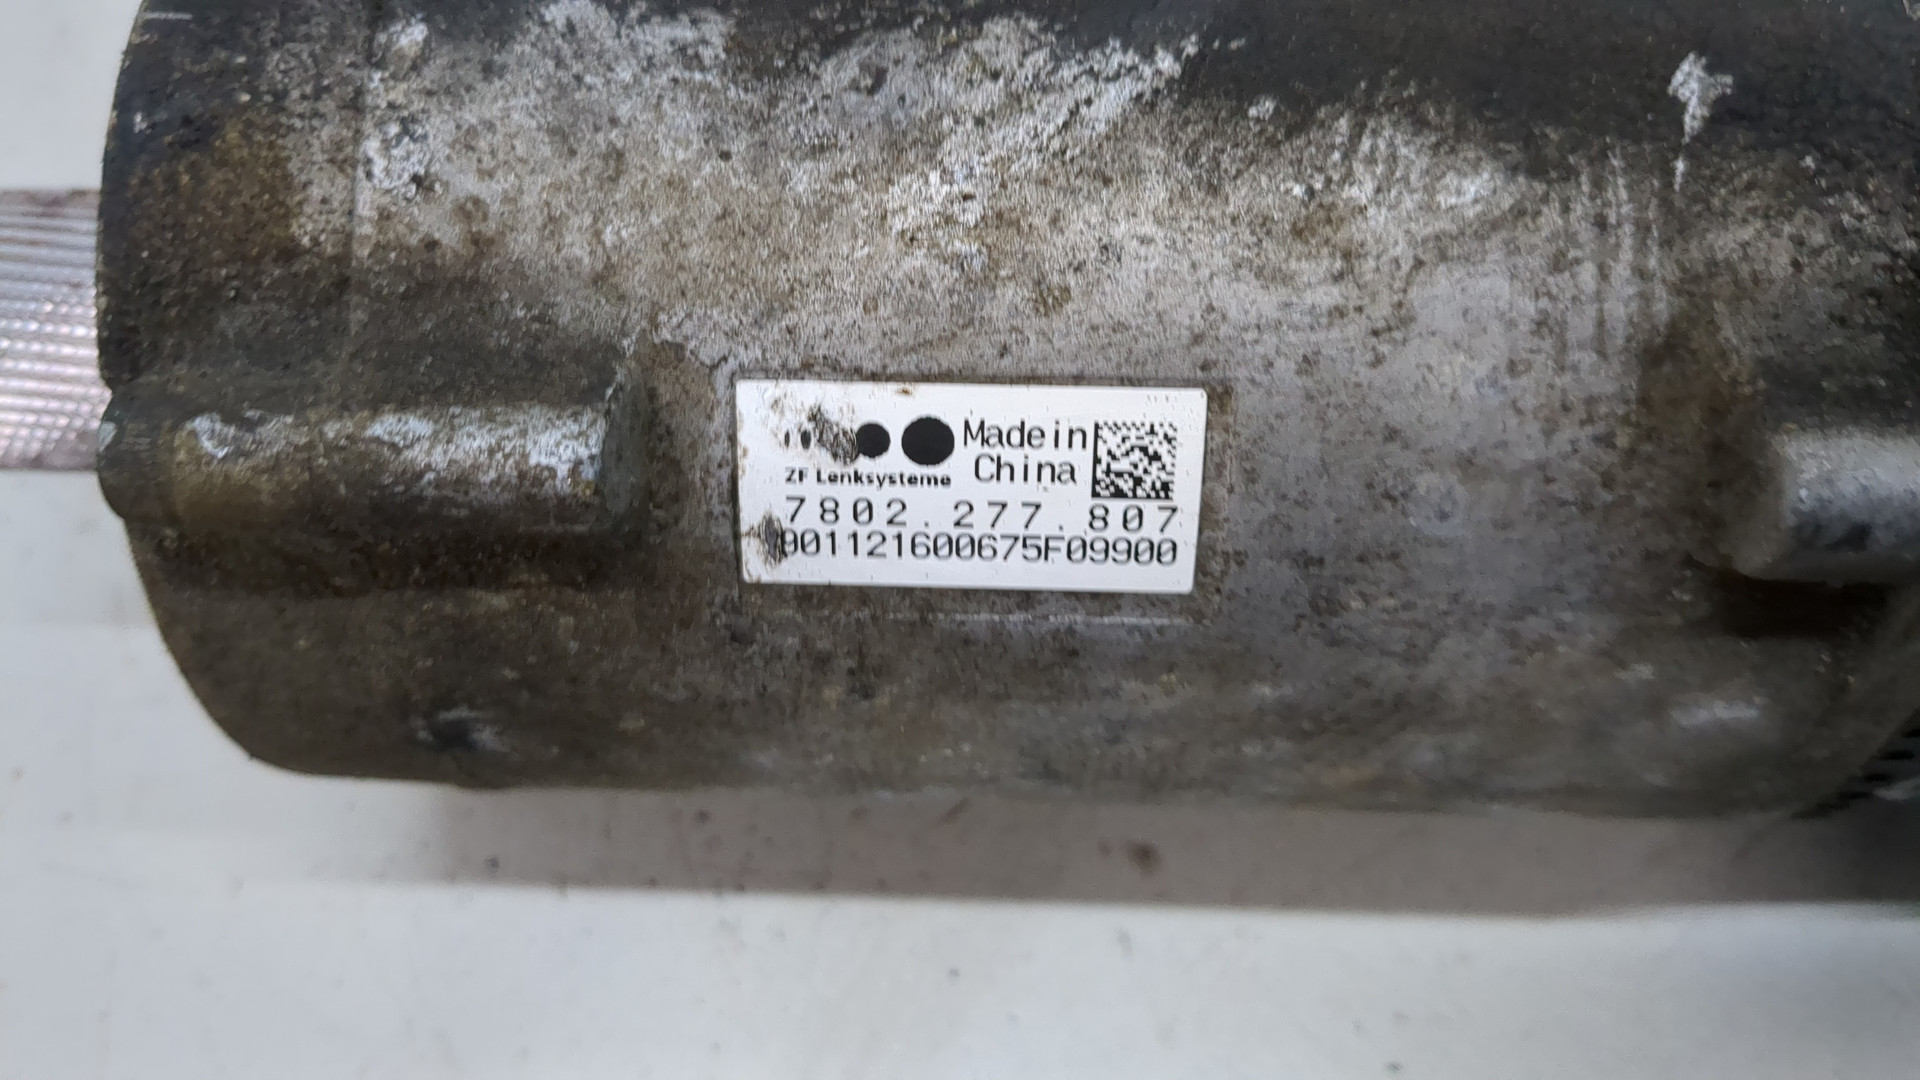 Made in
China
ZF Lenksysteme
7802.277.807
001121600675F09900